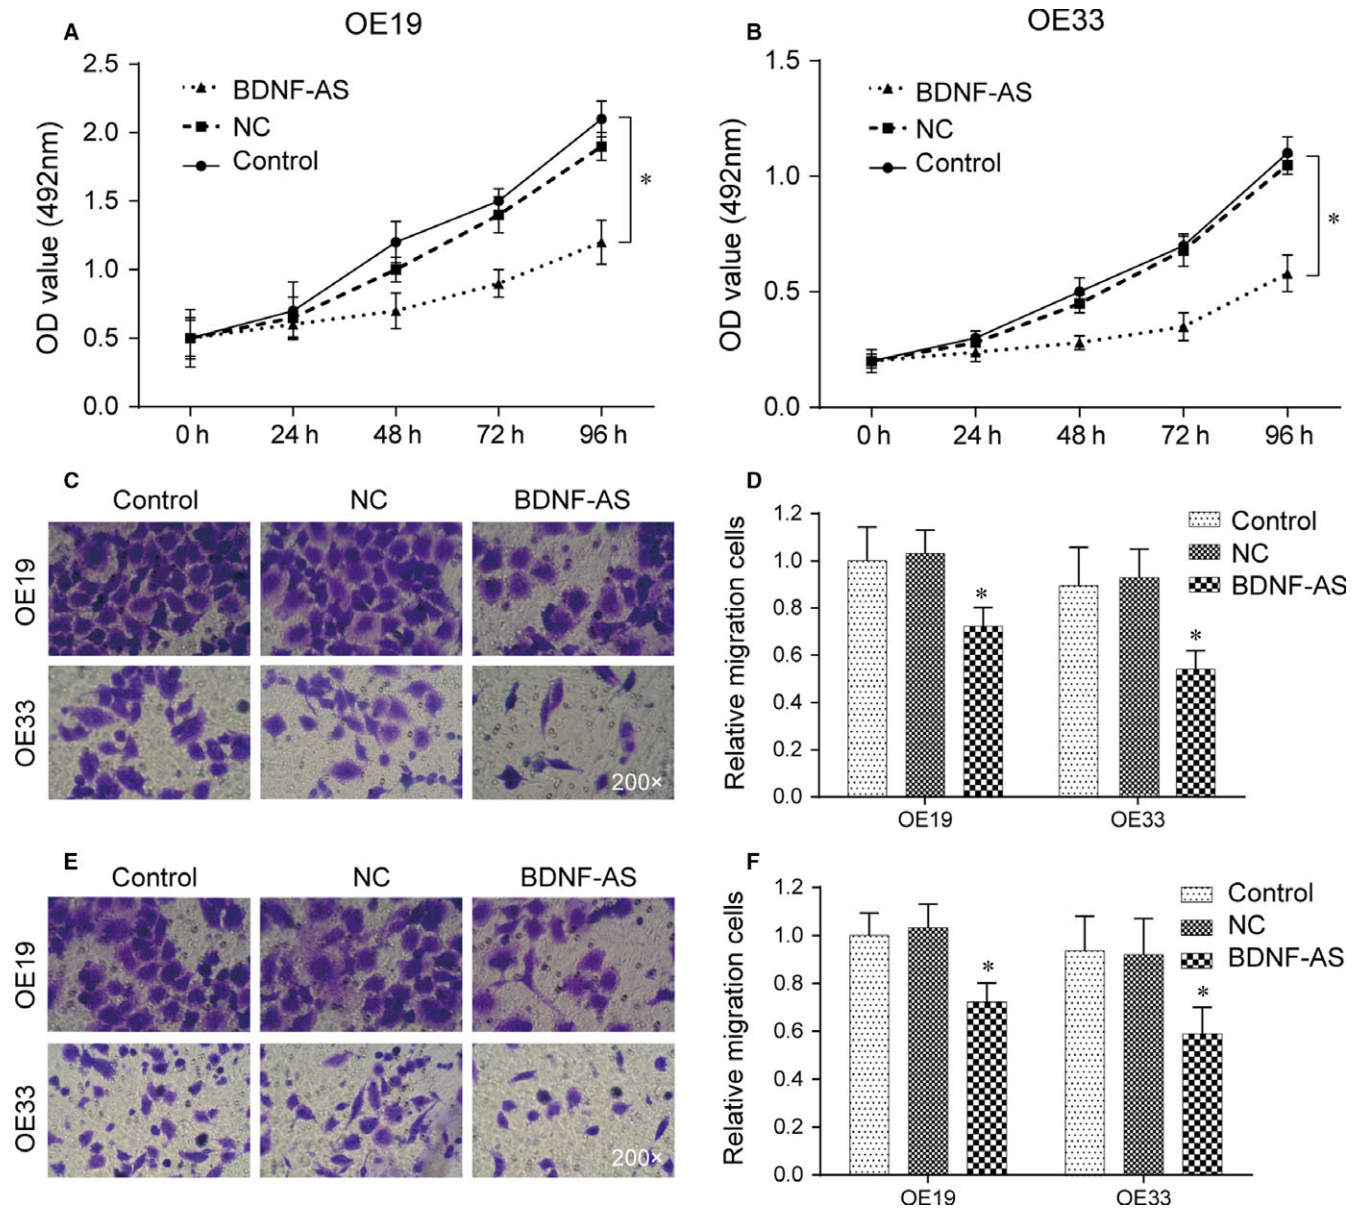 A
OE19
2.5
2.0
1.5
1.0
0.5
0.0
OD value (492nm)
BDNF-AS
NC
Control
*
0 h
24 h
48 h
72 h
96 h
B
OE33
1.5
1.0
0.5
0.0
OD value (492nm)
BDNF-AS
NC
Control
*
0 h
24 h
48 h
72 h
96 h
C
Control
NC
BDNF-AS
OE19
OE33
200×
D
1.2
1.0
0.8
0.6
0.4
0.2
0.0
Relative migration cells
Control
NC
BDNF-AS
*
*
OE19
OE33
E
Control
NC
BDNF-AS
OE19
OE33
200×
F
1.2
1.0
0.8
0.6
0.4
0.2
0.0
Relative migration cells
Control
NC
BDNF-AS
*
*
OE19
OE33